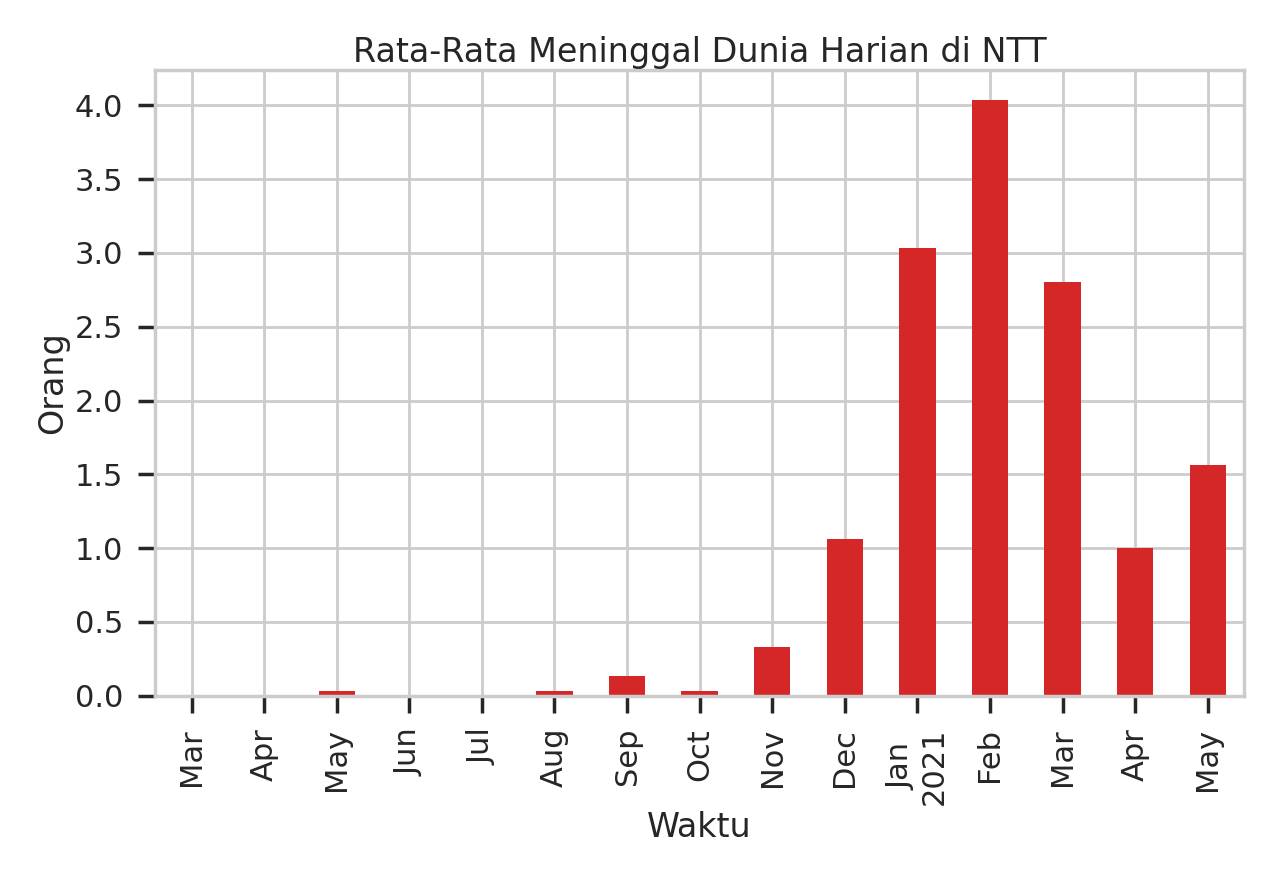 Rata-Rata Meninggal Dunia Harian di NTT
4.0
3.5
3.0
2.5
2.0
1.5
1.0
0.5
0.0
Orang
Mar
Apr
May
Jun
Jul
Aug
Sep
Oct
Nov
Dec
Jan
2021
Feb
Mar
Apr
May
Waktu